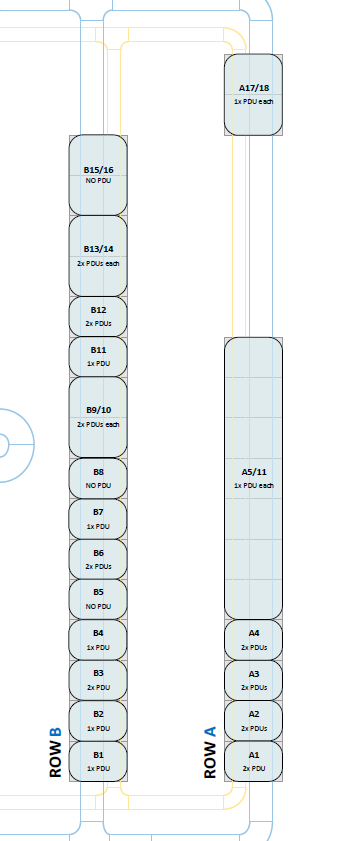 A17/18
1x PDU each
B15/16
NO PDU
B13/14
2x PDUs each
B12
2x PDUs
B11
1x PDU
B9/10
2x PDUs each
B8
NO PDU
B7
1x PDU
B6
2x PDUs
B5
NO PDU
B4
1x PDU
B3
2x PDU
B2
1x PDU
B1
1x PDU
ROW B
A5/11
1x PDU each
A4
2x PDUs
A3
2x PDUs
A2
2x PDUs
A1
2x PDU
ROW A